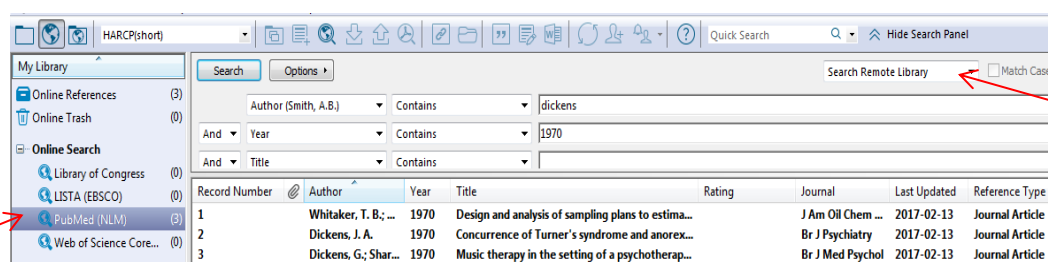 HARCP(short) Quick Search Hide Search Panel
My Library
Online References (3)
Online Trash (0)
Online Search
Library of Congress (0)
LISTA (EBSCO) (0)
PubMed (NLM) (3)
Web of Science Core... (0)
Search Options Search Remote Library Match Case
Author (Smith, A.B.) Contains dickens
And Year Contains 1970
And Title Contains
Record Number Author Year Title Rating Journal Last Updated Reference Type
1 Whitaker, T. B.; ... 1970 Design and analysis of sampling plans to estima... J Am Oil Chem ... 2017-02-13 Journal Article
2 Dickens, J. A. 1970 Concurrence of Turner's syndrome and anorex... Br J Psychiatry 2017-02-13 Journal Article
3 Dickens, G.; Shar... 1970 Music therapy in the setting of a psychotherap... Br J Med Psychol 2017-02-13 Journal Article